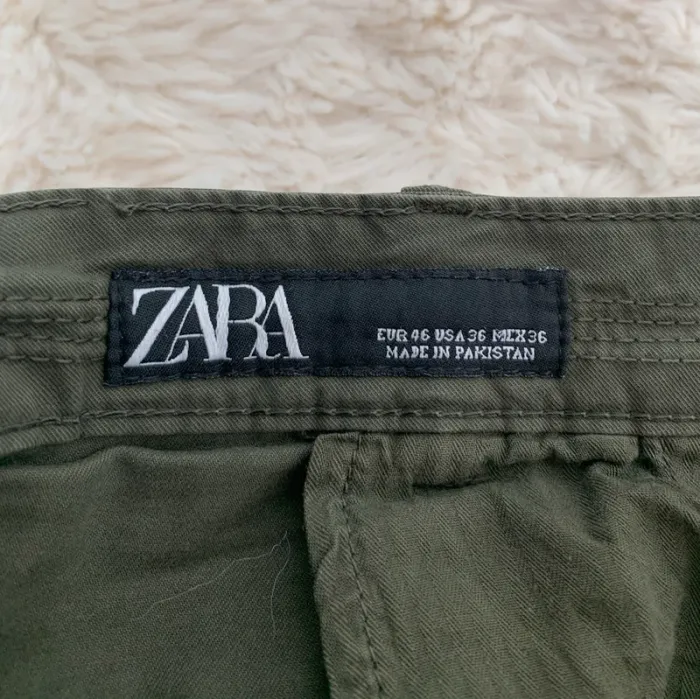 ZARA
EUR 46 USA 36 MEX 36
MADE IN PAKISTAN